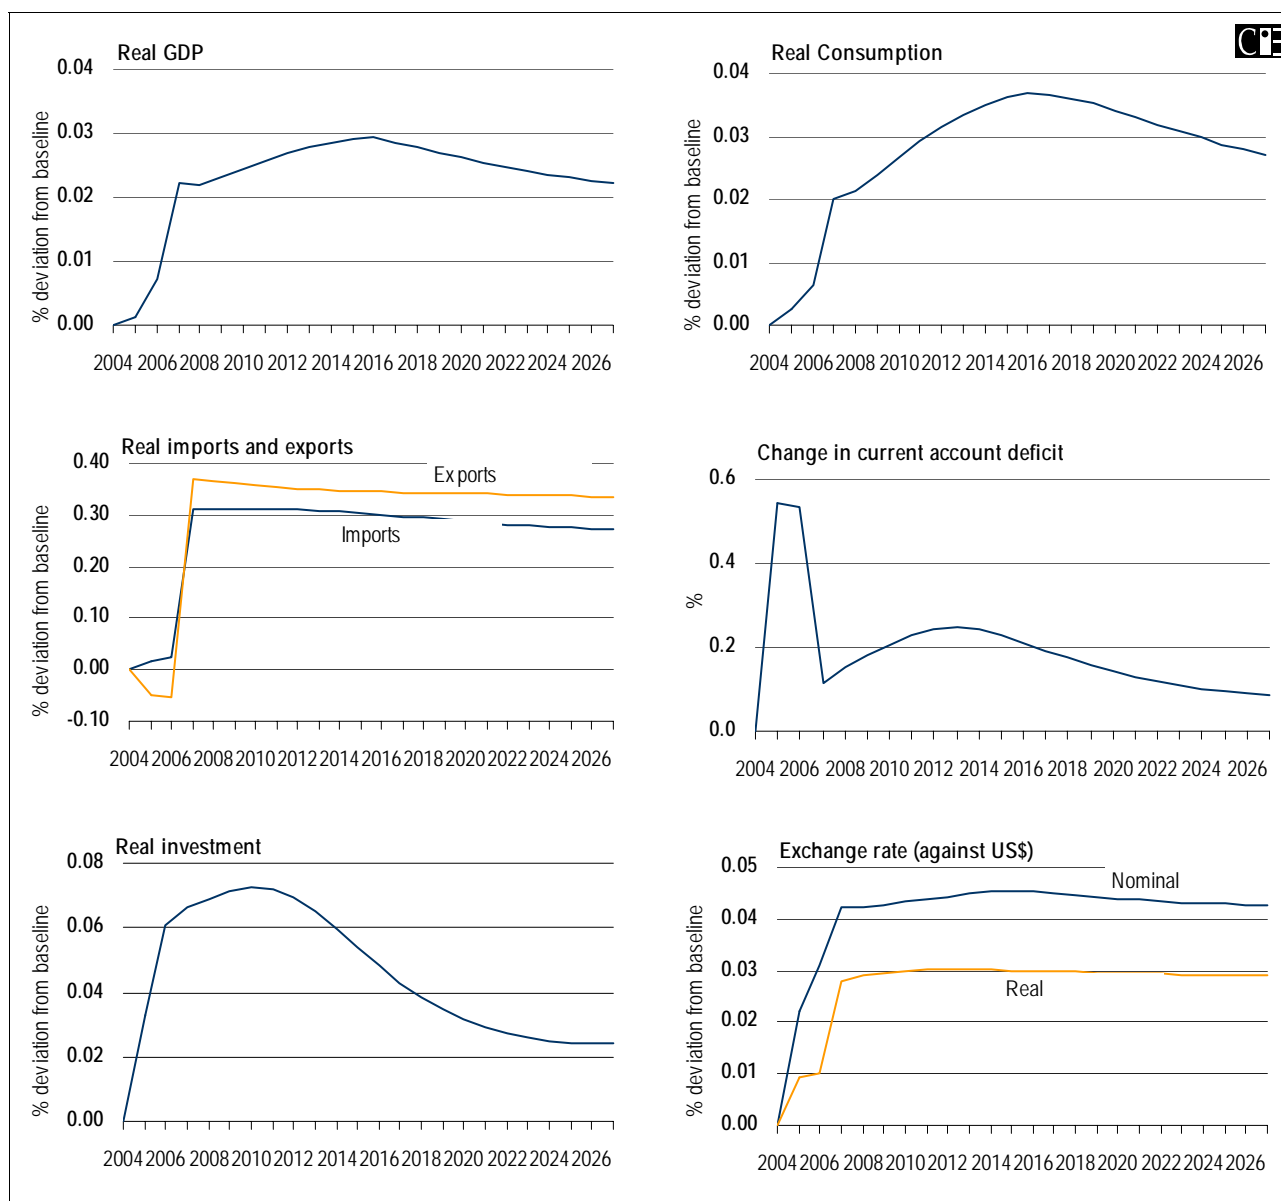 CiE
Real GDP
% deviation from baseline
0.04
0.03
0.02
0.01
0.00
2004 2006 2008 2010 2012 2014 2016 2018 2020 2022 2024 2026
Real Consumption
% deviation from baseline
0.04
0.03
0.02
0.01
0.00
2004 2006 2008 2010 2012 2014 2016 2018 2020 2022 2024 2026
Real imports and exports
% deviation from baseline
0.40
0.30
0.20
0.10
0.00
-0.10
Exports
Imports
2004 2006 2008 2010 2012 2014 2016 2018 2020 2022 2024 2026
Change in current account deficit
%
0.6
0.4
0.2
0.0
2004 2006 2008 2010 2012 2014 2016 2018 2020 2022 2024 2026
Real investment
% deviation from baseline
0.08
0.06
0.04
0.02
0.00
2004 2006 2008 2010 2012 2014 2016 2018 2020 2022 2024 2026
Exchange rate (against US$)
% deviation from baseline
0.05
0.04
0.03
0.02
0.01
0.00
Nominal
Real
2004 2006 2008 2010 2012 2014 2016 2018 2020 2022 2024 2026